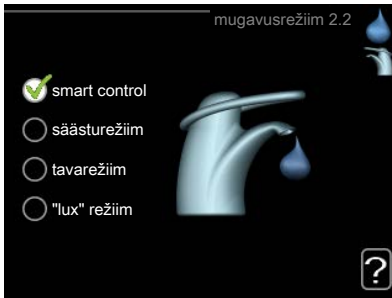 mugavusrežiim 2.2
smart control
säästurežiim
tavarežiim
"lux" režiim
?